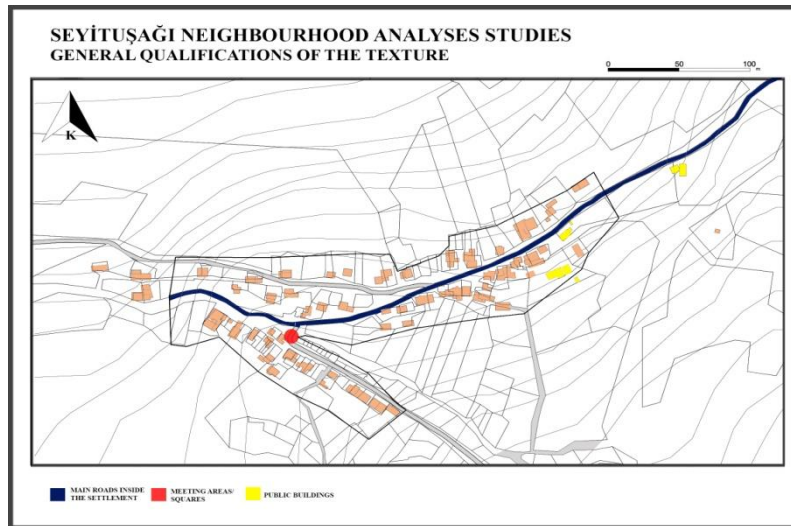 SEYİTUŞAĞI NEIGHBOURHOOD ANALYSES STUDIES
GENERAL QUALIFICATIONS OF THE TEXTURE
0 50 100
m
K
MAIN ROADS INSIDE
THE SETTLEMENT
MEETING AREAS/
SQUARES
PUBLIC BUILDINGS